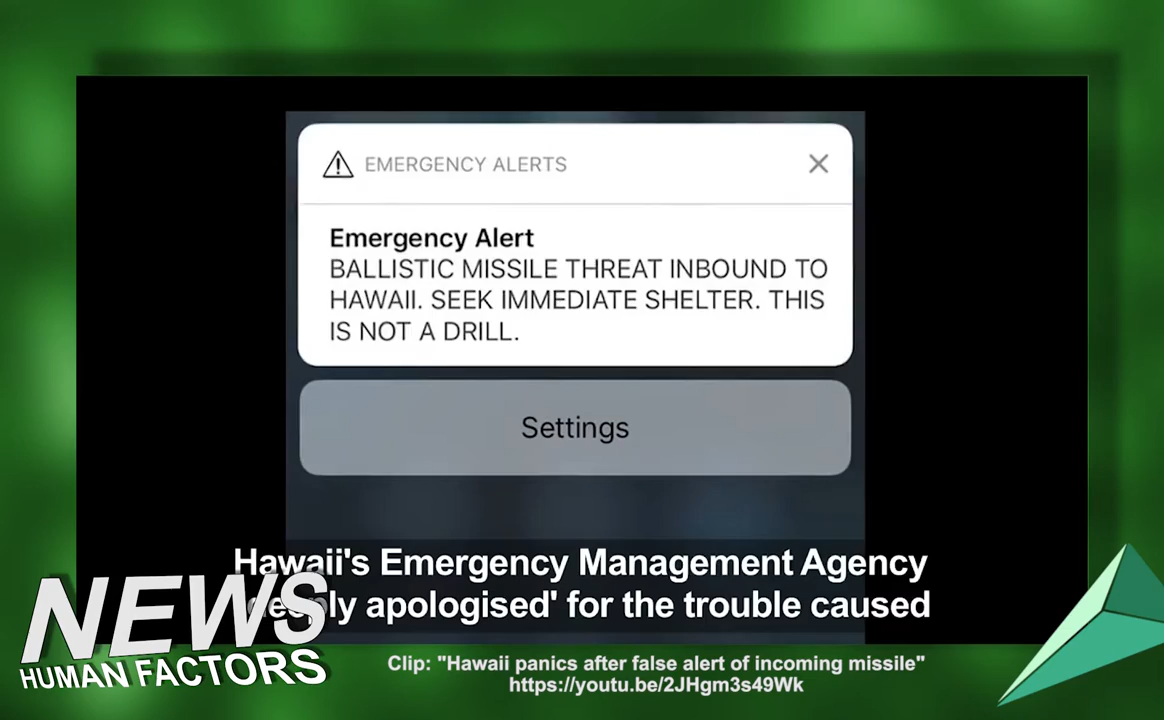 EMERGENCY ALERTS
Emergency Alert
BALLISTIC MISSILE THREAT INBOUND TO
HAWAII. SEEK IMMEDIATE SHELTER. THIS
IS NOT A DRILL.
Settings
Hawaii's Emergency Management Agency
apologised' for the trouble caused
NEWS
HUMAN FACTORS
Clip: "Hawaii panics after false alert of incoming missile"
https://youtu.be/2JHgm3s49Wk